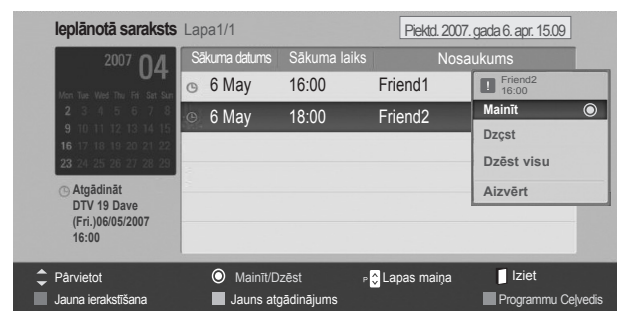 Ieplānotā saraksts Lapa1/1
Piektd. 2007. gada 6. apr. 15.09
2007 04
Mon Tue Wed Thu Fri Sat Sun
2 3 4 5 6 7 8
9 10 11 12 13 14 15
16 17 18 19 20 21 22
23 24 25 26 27 28 29
Atgādināt
DTV 19 Dave
(Fri.)06/05/2007
16:00
Sākuma datums Sākuma laiks Nosaukums
6 May 16:00 Friend1
6 May 18:00 Friend2
Friend2
16:00
Mainīt
Dzçst
Dzēst visu
Aizvērt
Pārvietot Mainīt/Dzēst P Lapas maiņa Iziet
Jauna ierakstīšana Jauns atgādinājums Programmu Ceļvedis